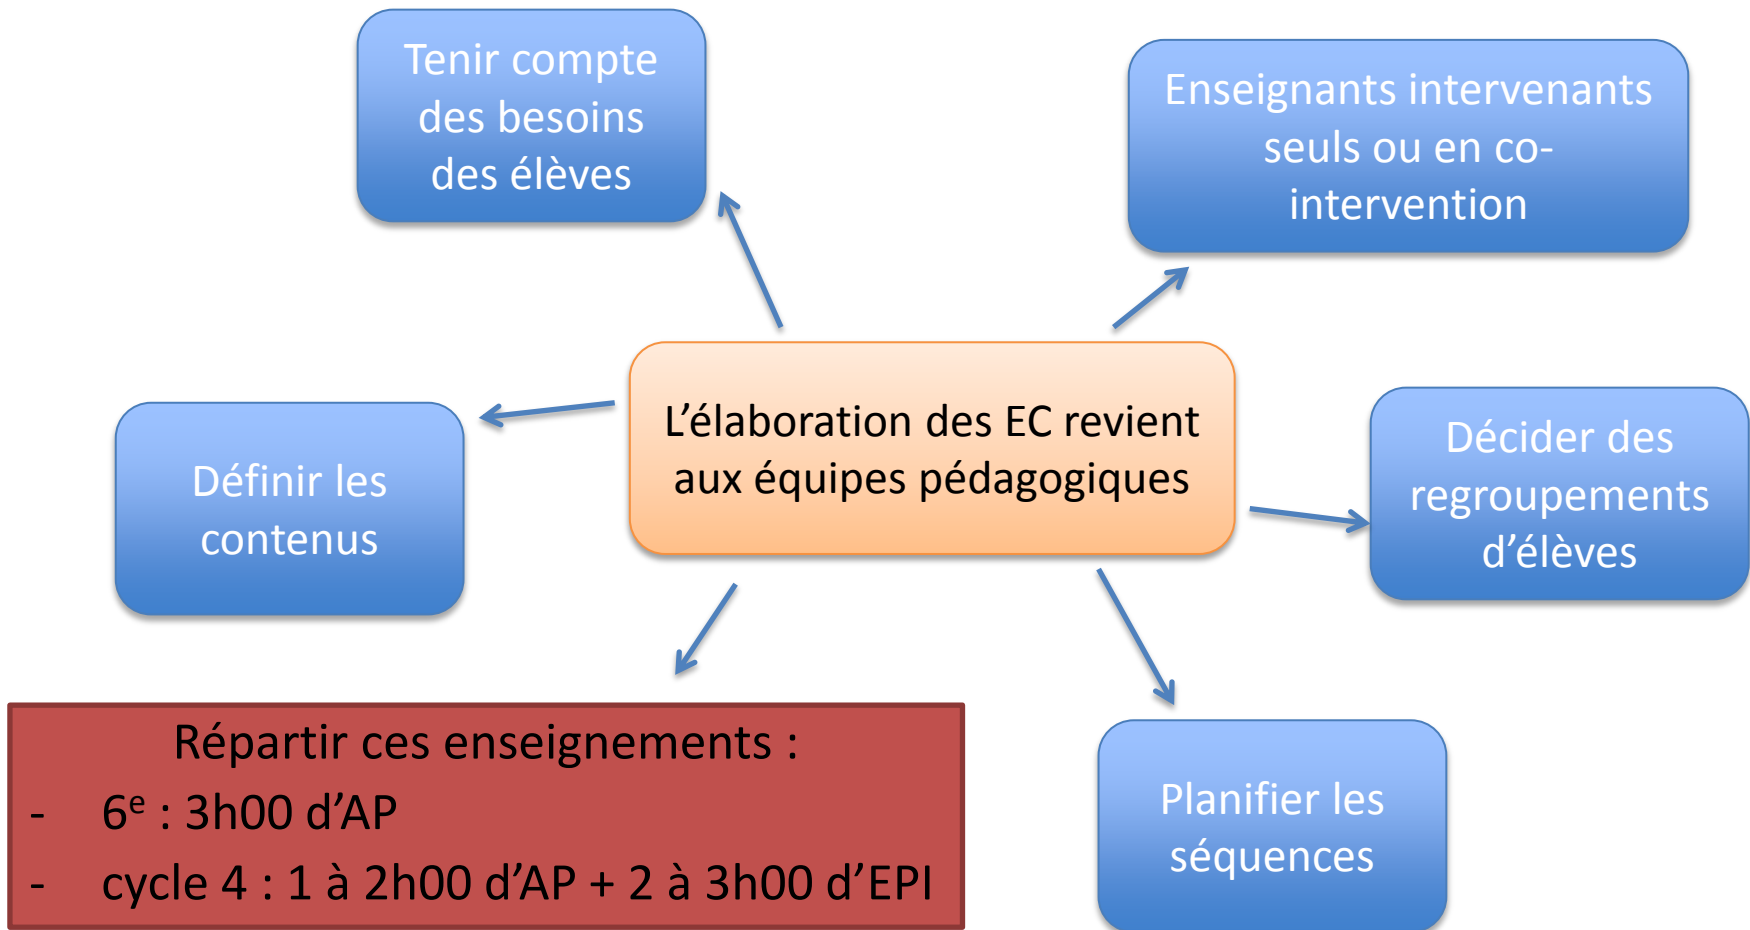 Tenir compte
des besoins
des élèves
Enseignants intervenants
seuls ou en co-
intervention
L’élaboration des EC revient
aux équipes pédagogiques
Définir les
contenus
Décider des
regroupements
d’élèves
Répartir ces enseignements :
- 6e : 3h00 d’AP
- cycle 4 : 1 à 2h00 d’AP + 2 à 3h00 d’EPI
Planifier les
séquences